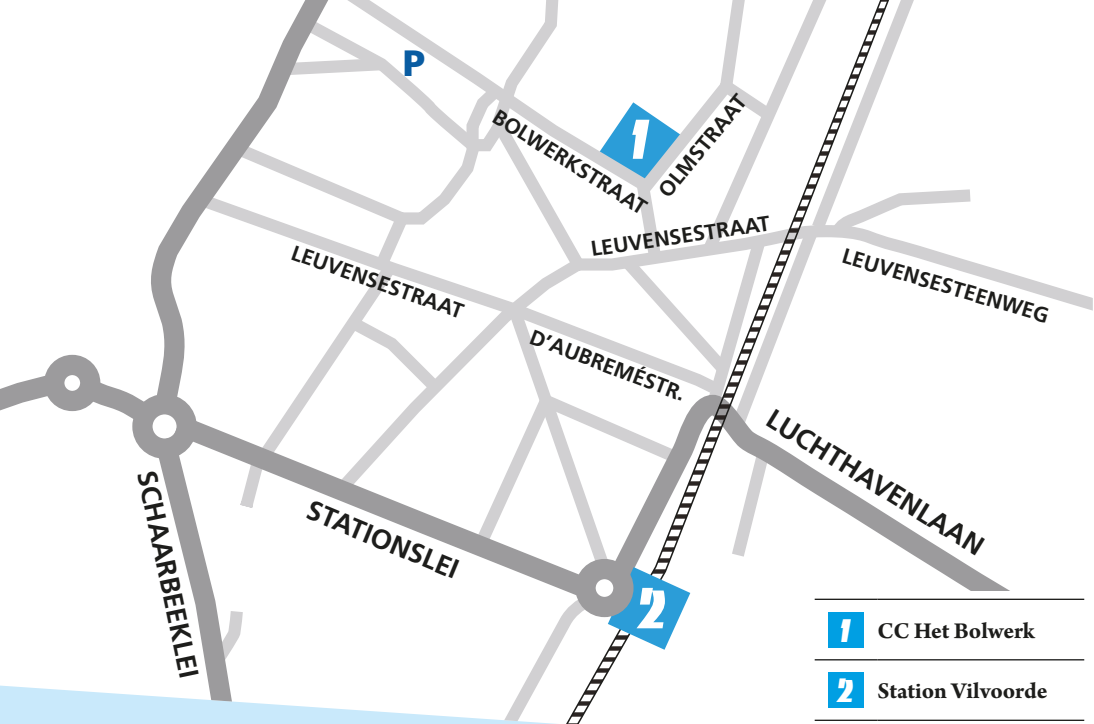 P
1
BOLWERKSTRAAT
OLMSTRAAT
LEUVENSESTRAAT
LEUVENSESTRAAT
LEUVENSESTEENWEG
D'AUBREMÉSTR.
LUCHTHAVENLAAN
SCHAARBEEKLEI
STATIONSLEI
2
1 CC Het Bolwerk
2 Station Vilvoorde